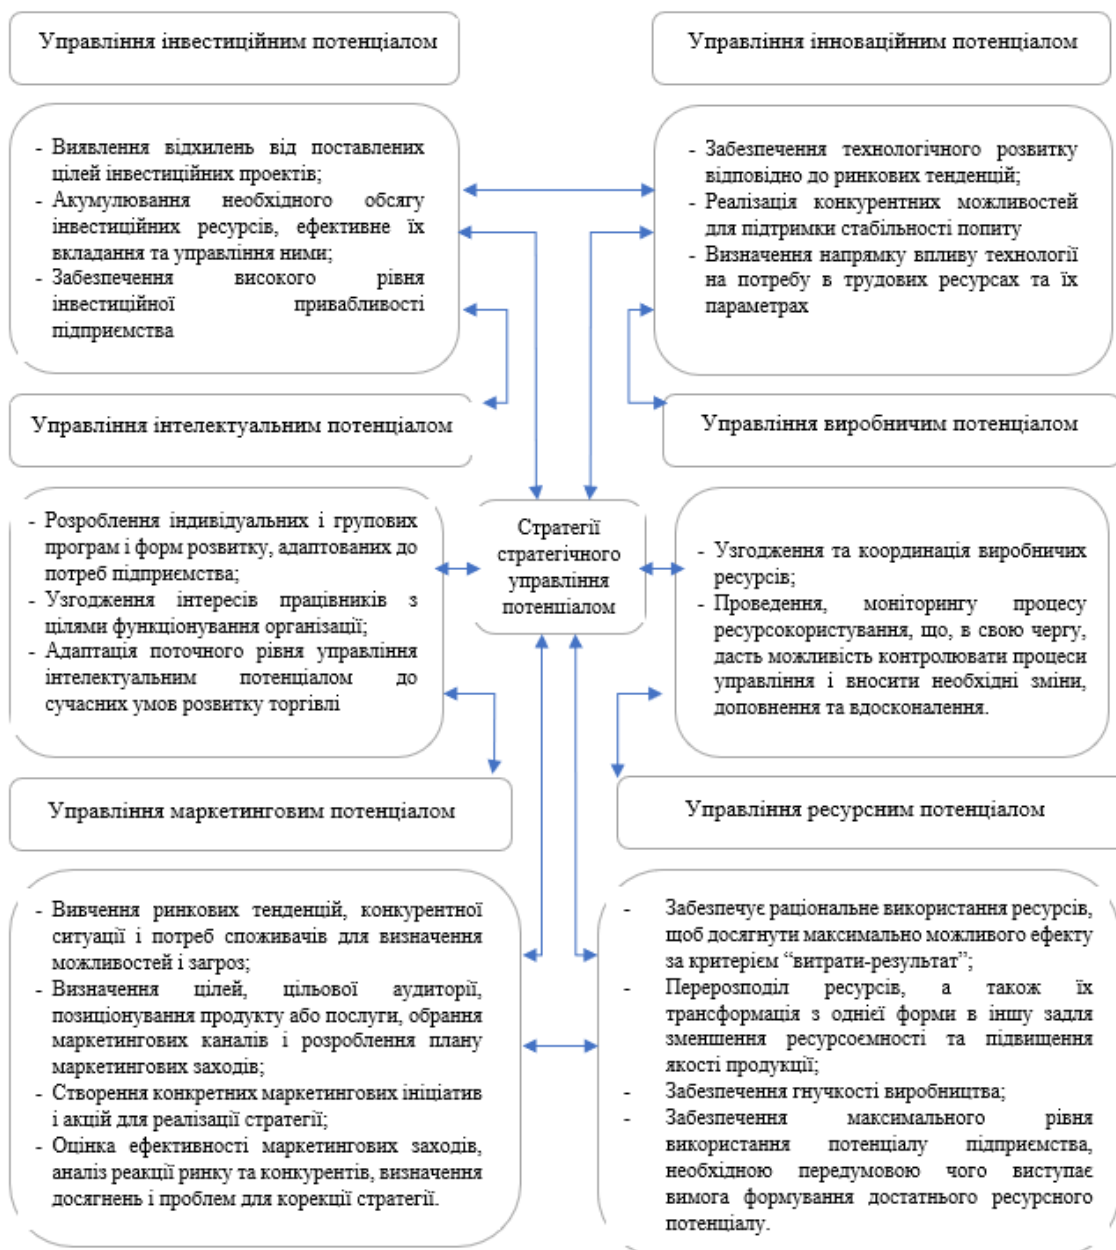 Управління інвестиційним потенціалом
Управління інноваційним потенціалом
- Виявлення відхилень від поставлених
цілей інвестиційних проектів;
- Акумулювання необхідного обсягу
інвестиційних ресурсів, ефективне їх
вкладання та управління ними;
- Забезпечення високого рівня
інвестиційної привабливості
підприємства
- Забезпечення технологічного розвитку
відповідно до ринкових тенденцій;
- Реалізація конкурентних можливостей
для підтримки стабільності попиту
- Визначення напрямку впливу технології
на потребу в трудових ресурсах та їх
параметрах
Управління інтелектуальним потенціалом
Управління виробничим потенціалом
- Розроблення індивідуальних і групових
програм і форм розвитку, адаптованих до
потреб підприємства;
- Узгодження інтересів працівників з
цілями функціонування організації;
- Адаптація поточного рівня управління
інтелектуальним потенціалом до
сучасних умов розвитку торгівлі
Стратегії
стратегічного
управління
потенціалом
- Узгодження та координація виробничих
ресурсів;
- Проведення, моніторингу процесу
ресурсокористування, що, в свою чергу,
дасть можливість контролювати процеси
управління і вносити необхідні зміни,
доповнення та вдосконалення.
Управління маркетинговим потенціалом
Управління ресурсним потенціалом
- Вивчення ринкових тенденцій, конкурентної
ситуації і потреб споживачів для визначення
можливостей і загроз;
- Визначення цілей, цільової аудиторії,
позиціонування продукту або послуги, обрання
маркетингових каналів і розроблення плану
маркетингових заходів;
- Створення конкретних маркетингових ініціатив
і акцій для реалізації стратегії;
- Оцінка ефективності маркетингових заходів,
аналіз реакції ринку та конкурентів, визначення
досягнень і проблем для корекції стратегії.
- Забезпечує раціональне використання ресурсів,
щоб досягнути максимально можливого ефекту
за критерієм “витрати-результат”;
- Перерозподіл ресурсів, а також їх
трансформація з однієї форми в іншу задля
зменшення ресурсоємності та підвищення
якості продукції;
- Забезпечення гнучкості виробництва;
- Забезпечення максимального рівня
використання потенціалу підприємства,
необхідною передумовою чого виступає
вимога формування достатнього ресурсного
потенціалу.